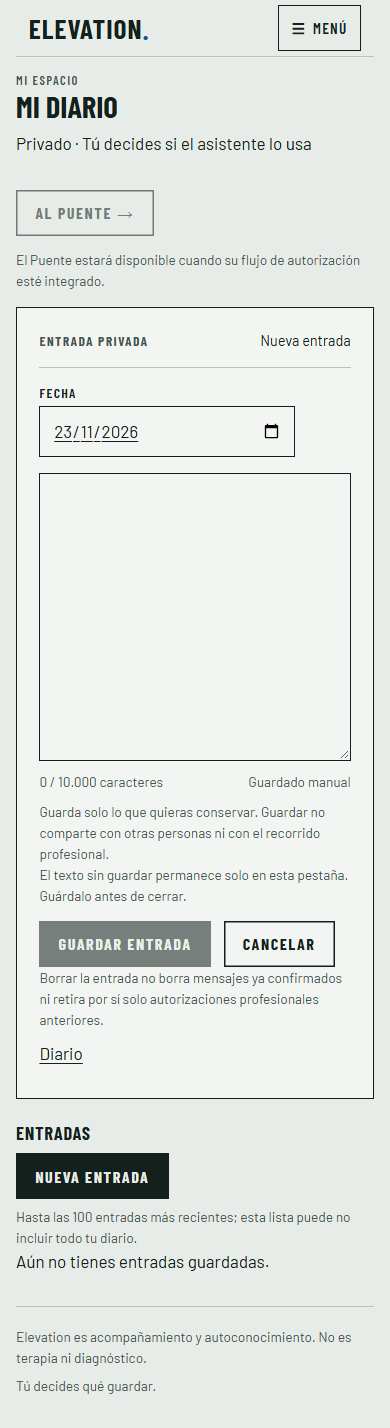 ELEVATION.
☰ MENÚ
MI ESPACIO
MI DIARIO
Privado · Tú decides si el asistente lo usa
AL PUENTE →
El Puente estará disponible cuando su flujo de autorización
esté integrado.
ENTRADA PRIVADA
Nueva entrada
FECHA
23/11/2026
0 / 10.000 caracteres
Guardado manual
Guarda solo lo que quieras conservar. Guardar no
comparte con otras personas ni con el recorrido
profesional.
El texto sin guardar permanece solo en esta pestaña.
Guárdalo antes de cerrar.
GUARDAR ENTRADA
CANCELAR
Borrar la entrada no borra mensajes ya confirmados
ni retira por sí solo autorizaciones profesionales
anteriores.
Diario
ENTRADAS
NUEVA ENTRADA
Hasta las 100 entradas más recientes; esta lista puede no
incluir todo tu diario.
Aún no tienes entradas guardadas.
Elevation es acompañamiento y autoconocimiento. No es
terapia ni diagnóstico.
Tú decides qué guardar.